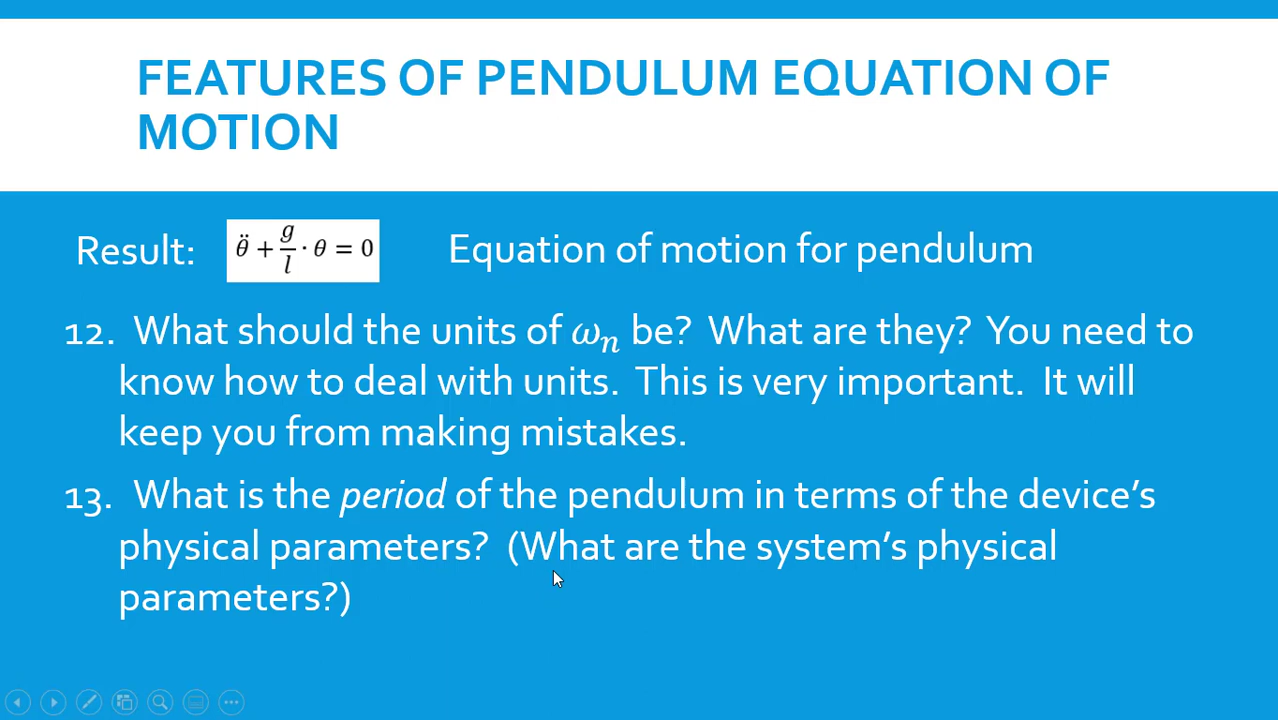 FEATURES OF PENDULUM EQUATION OF
MOTION
Result: θ̈ + g/l · θ = 0 Equation of motion for pendulum
12. What should the units of ωₙ be? What are they? You need to
know how to deal with units. This is very important. It will
keep you from making mistakes.
13. What is the period of the pendulum in terms of the device's
physical parameters? (What are the system's physical
parameters?)